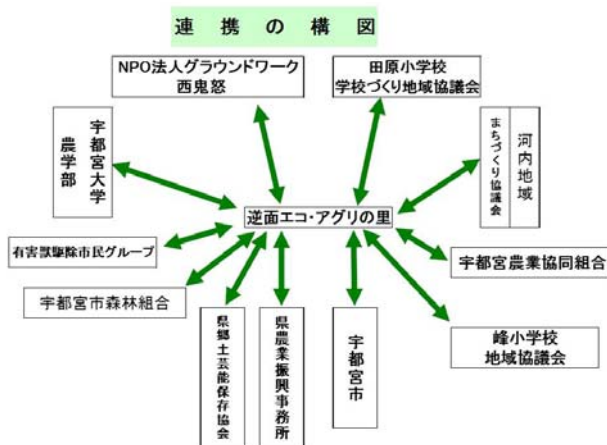 連携の構図
NPO法人グラウンドワーク
西鬼怒
田原小学校
学校づくり地域協議会
宇都宮大学
農学部
河内地域
まちづくり協議会
逆面エコ・アグリの里
有害獣駆除市民グループ
宇都宮農業協同組合
宇都宮市森林組合
県郷土芸能保存協会
県農業振興事務所
宇都宮市
峰小学校
地域協議会